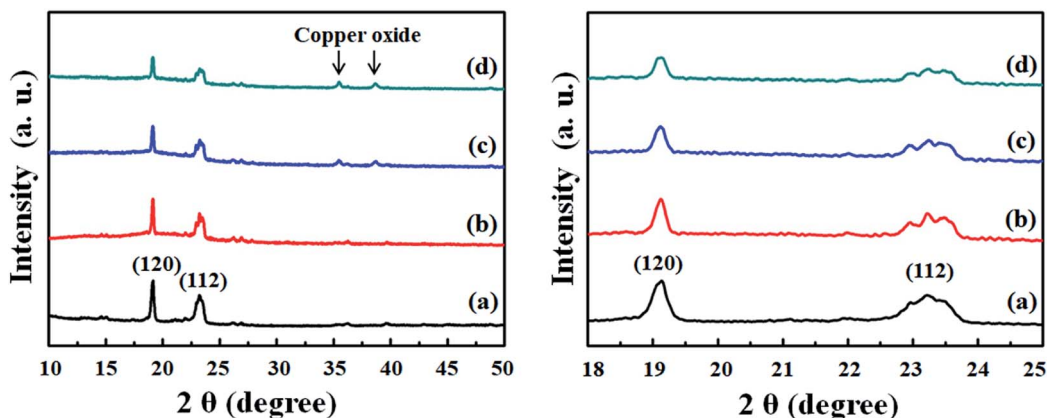 Copper oxide
(d)
(c)
(b)
(120)
(112)
(a)
10 15 20 25 30 35 40 45 50
2 θ (degree)
Intensity (a. u.)
(d)
(c)
(b)
(120)
(112)
(a)
18 19 20 21 22 23 24 25
2 θ (degree)
Intensity (a. u.)